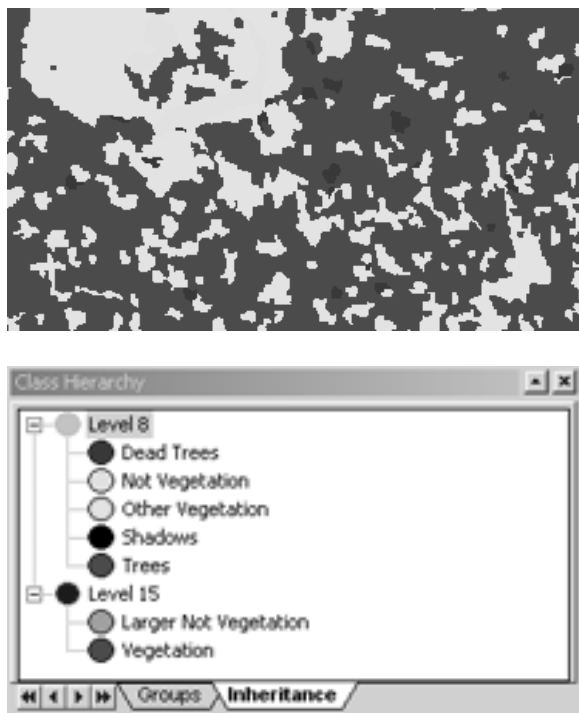 Class Hierarchy
Level 8
Dead Trees
Not Vegetation
Other Vegetation
Shadows
Trees
Level 15
Larger Not Vegetation
Vegetation
Groups Inheritance